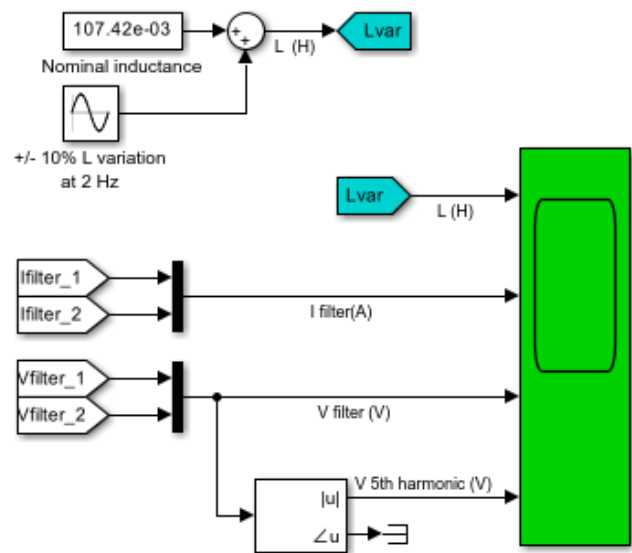 107.42e-03
+
+
L (H)
Lvar
Nominal inductance
+/- 10% L variation
at 2 Hz
Lvar
L (H)
Ifilter_1
Ifilter_2
I filter(A)
Vfilter_1
Vfilter_2
V filter (V)
V 5th harmonic (V)
|u|
∠u